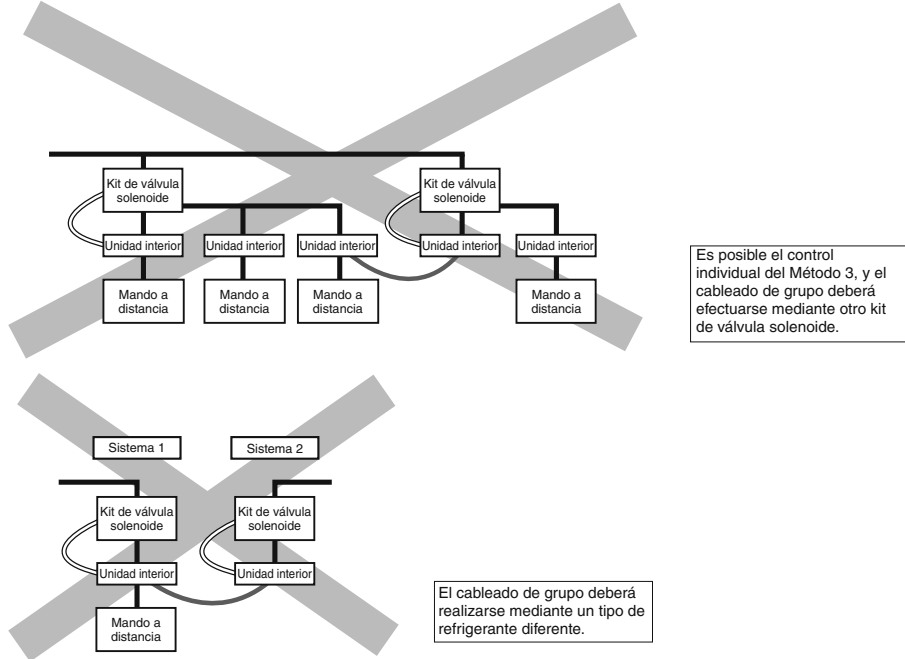 Kit de válvula
solenoide
Kit de válvula
solenoide
Unidad interior
Unidad interior
Unidad interior
Unidad interior
Unidad interior
Mando a
distancia
Mando a
distancia
Mando a
distancia
Mando a
distancia
Es posible el control
individual del Método 3, y el
cableado de grupo deberá
efectuarse mediante otro kit
de válvula solenoide.
Sistema 1
Sistema 2
Kit de válvula
solenoide
Kit de válvula
solenoide
Unidad interior
Unidad interior
Mando a
distancia
El cableado de grupo deberá
realizarse mediante un tipo de
refrigerante diferente.